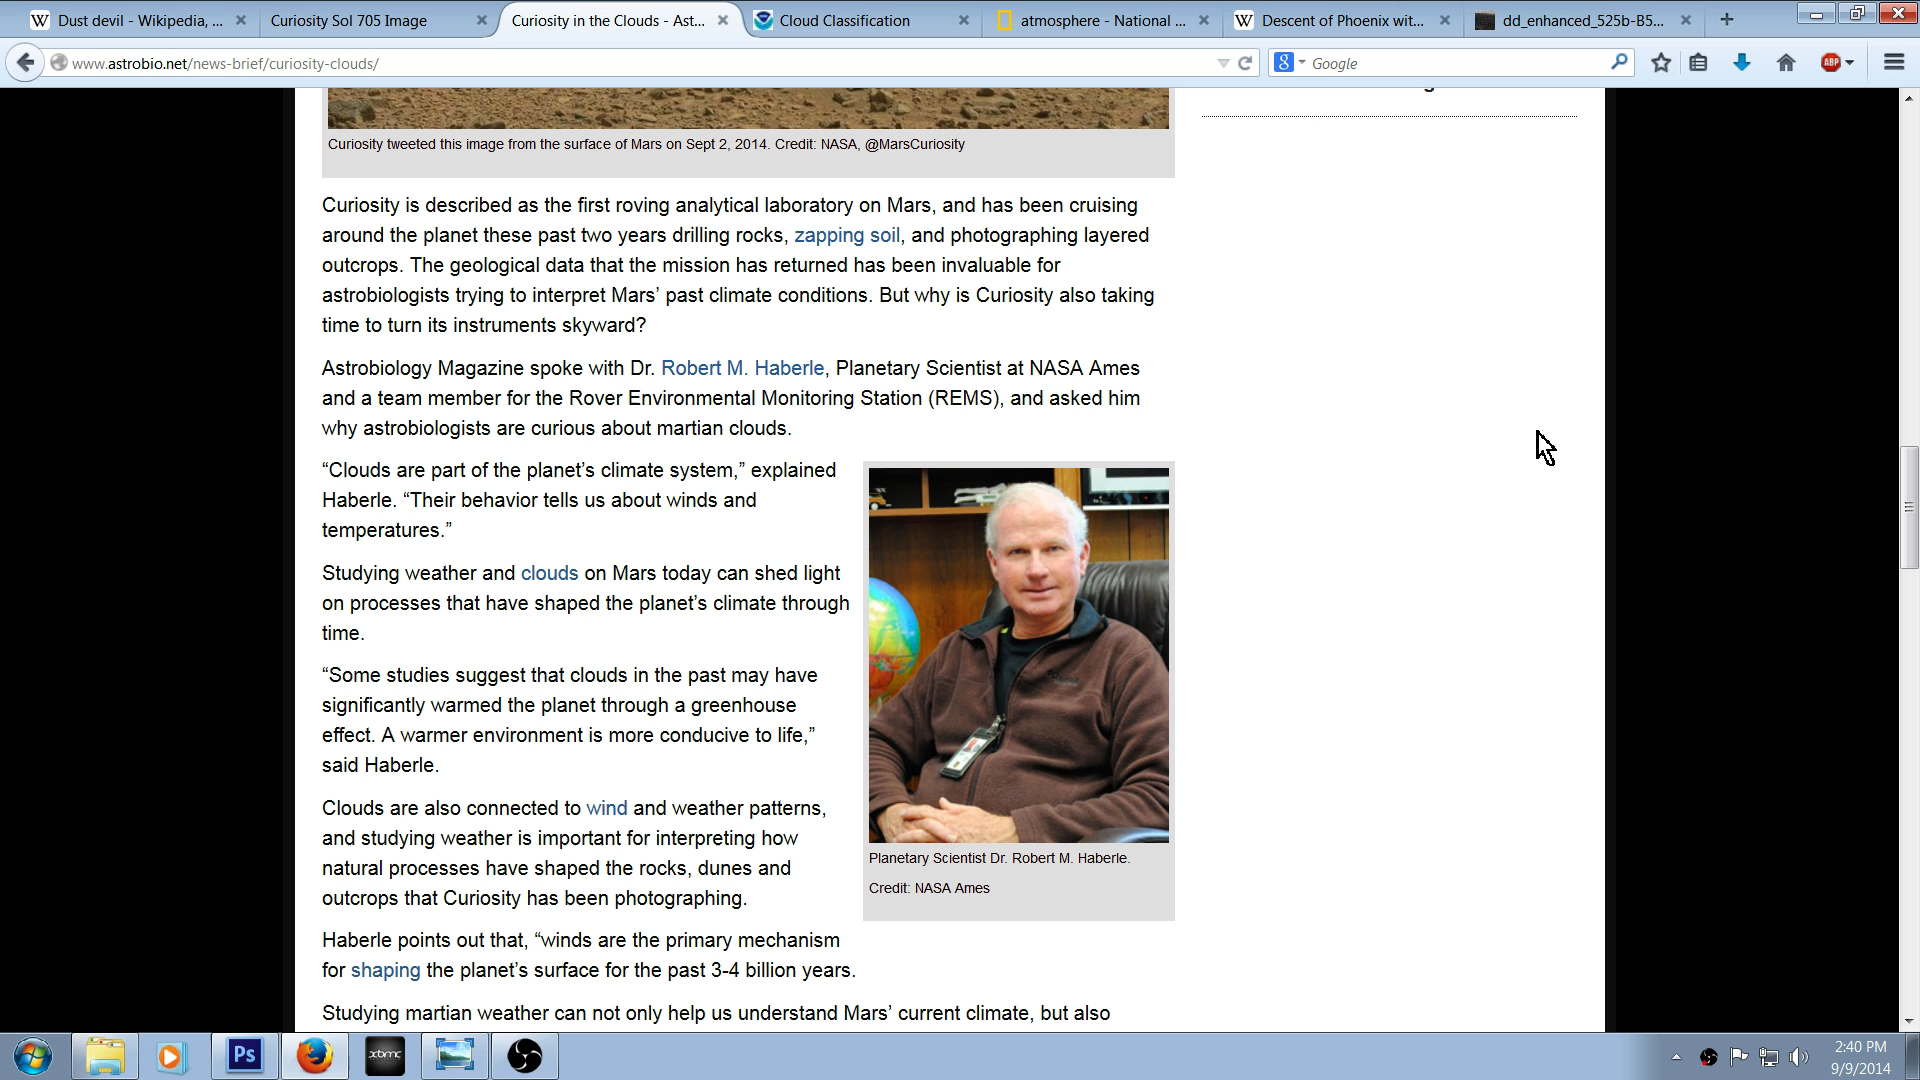 Dust devil - Wikipedia, ...
Curiosity Sol 705 Image
Curiosity in the Clouds - Ast...
Cloud Classification
atmosphere - National ...
Descent of Phoenix wit...
dd_enhanced_525b-B5...
www.astrobio.net/news-brief/curiosity-clouds/
Google
ABP
Curiosity tweeted this image from the surface of Mars on Sept 2, 2014. Credit: NASA, @MarsCuriosity
Curiosity is described as the first roving analytical laboratory on Mars, and has been cruising
around the planet these past two years drilling rocks, zapping soil, and photographing layered
outcrops. The geological data that the mission has returned has been invaluable for
astrobiologists trying to interpret Mars’ past climate conditions. But why is Curiosity also taking
time to turn its instruments skyward?
Astrobiology Magazine spoke with Dr. Robert M. Haberle, Planetary Scientist at NASA Ames
and a team member for the Rover Environmental Monitoring Station (REMS), and asked him
why astrobiologists are curious about martian clouds.
“Clouds are part of the planet’s climate system,” explained
Haberle. “Their behavior tells us about winds and
temperatures.”
Studying weather and clouds on Mars today can shed light
on processes that have shaped the planet’s climate through
time.
“Some studies suggest that clouds in the past may have
significantly warmed the planet through a greenhouse
effect. A warmer environment is more conducive to life,”
said Haberle.
Clouds are also connected to wind and weather patterns,
and studying weather is important for interpreting how
natural processes have shaped the rocks, dunes and
outcrops that Curiosity has been photographing.
Planetary Scientist Dr. Robert M. Haberle.
Credit: NASA Ames
Haberle points out that, “winds are the primary mechanism
for shaping the planet’s surface for the past 3-4 billion years.
Studying martian weather can not only help us understand Mars’ current climate, but also
Ps
xbmc
2:40 PM
9/9/2014